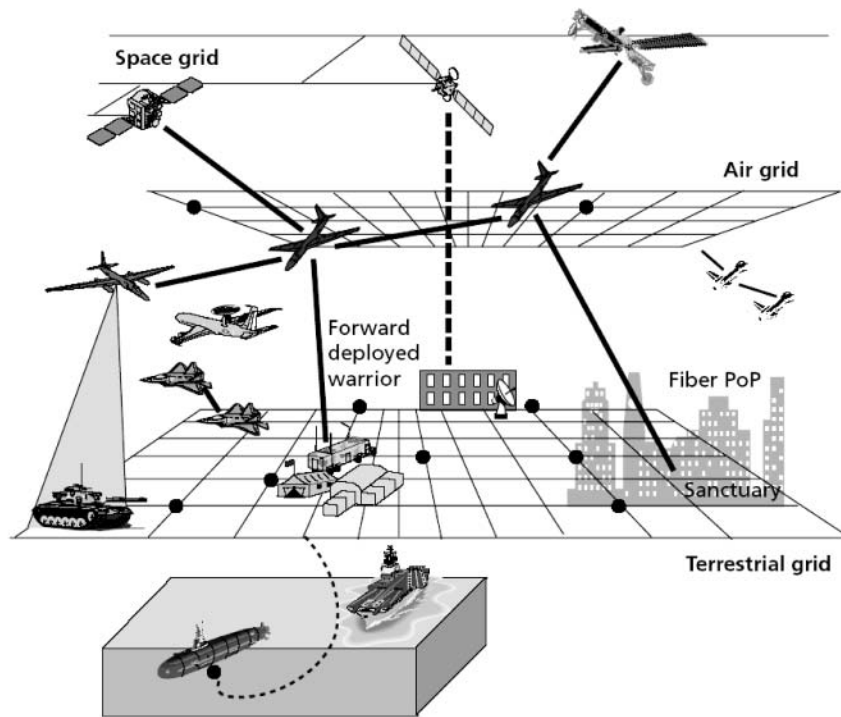 Space grid
Air grid
Forward
deployed
warrior
Fiber PoP
Sanctuary
Terrestrial grid